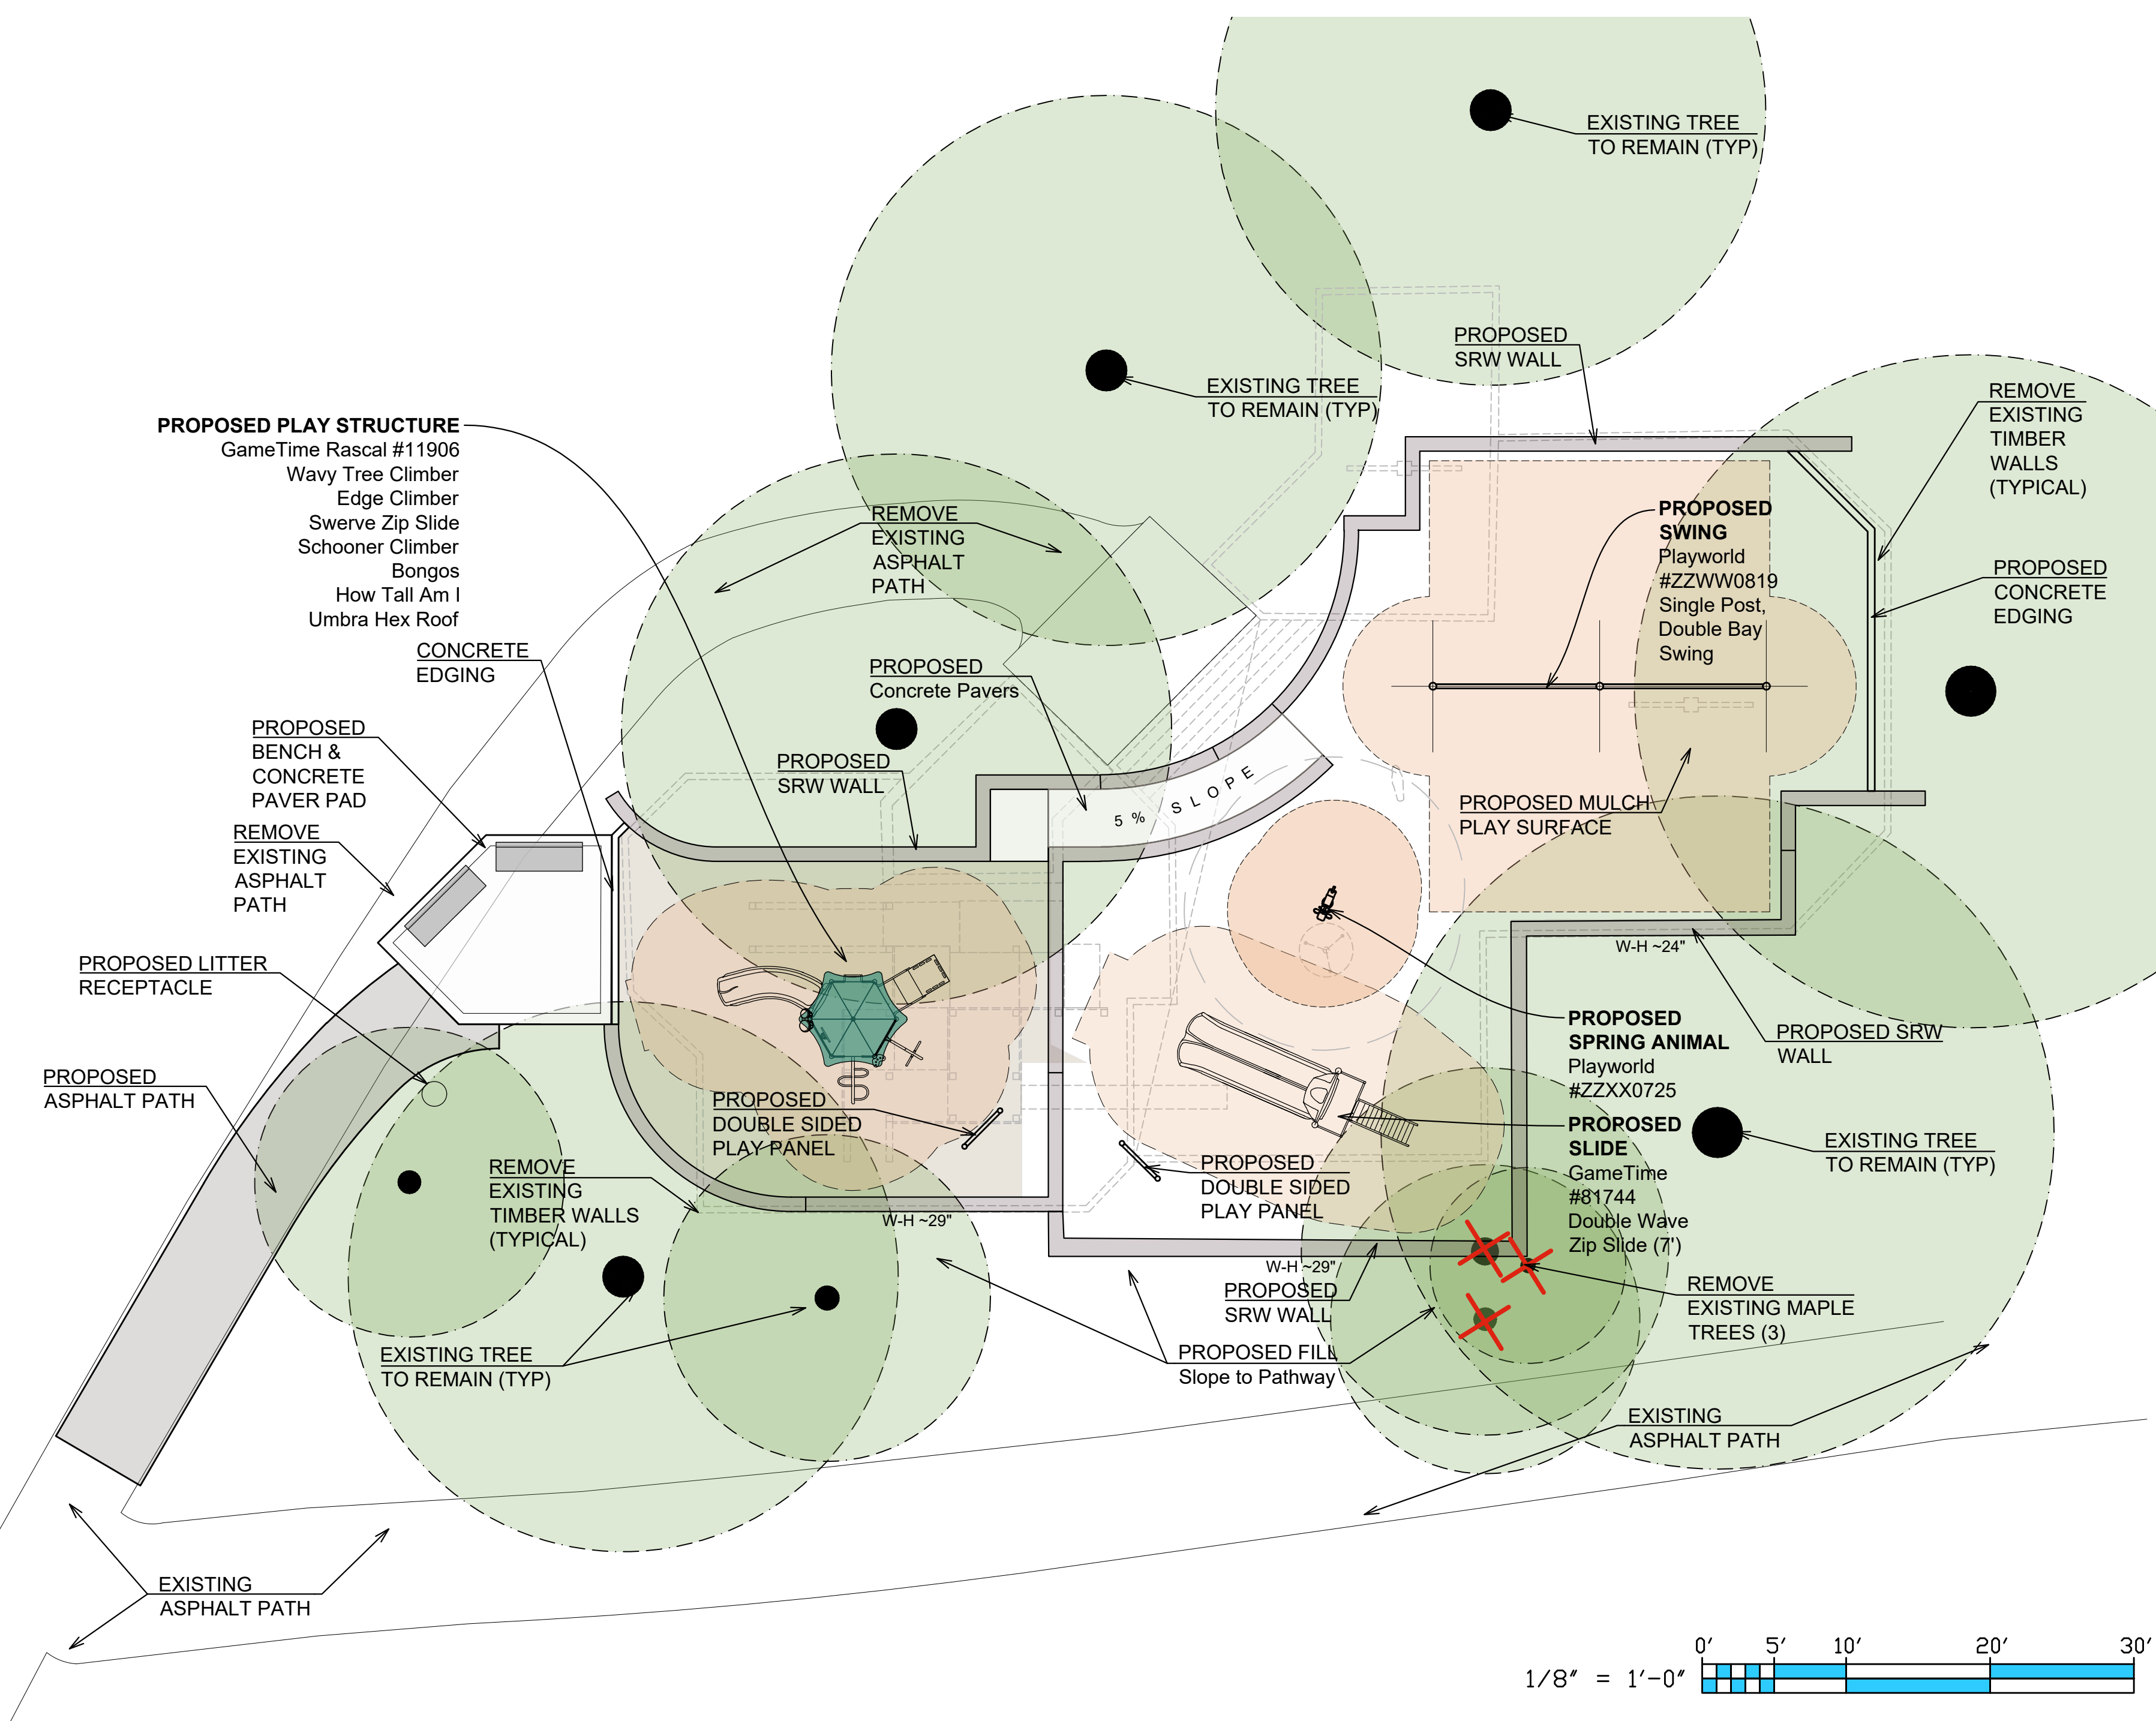 EXISTING TREE
TO REMAIN (TYP)
PROPOSED
SRW WALL
EXISTING TREE
TO REMAIN (TYP)
REMOVE
EXISTING
TIMBER
WALLS
(TYPICAL)
PROPOSED PLAY STRUCTURE
GameTime Rascal #11906
Wavy Tree Climber
Edge Climber
Swerve Zip Slide
Schooner Climber
Bongos
How Tall Am I
Umbra Hex Roof
REMOVE
EXISTING
ASPHALT
PATH
PROPOSED
SWING
Playworld
#ZZWW0819
Single Post,
Double Bay
Swing
PROPOSED
CONCRETE
EDGING
CONCRETE
EDGING
PROPOSED
Concrete Pavers
PROPOSED
BENCH &
CONCRETE
PAVER PAD
PROPOSED
SRW WALL
5% SLOPE
PROPOSED MULCH
PLAY SURFACE
REMOVE
EXISTING
ASPHALT
PATH
W-H ~24"
PROPOSED LITTER
RECEPTACLE
PROPOSED
SPRING ANIMAL
Playworld
#ZZXX0725
PROPOSED SRW
WALL
PROPOSED
ASPHALT PATH
PROPOSED
DOUBLE SIDED
PLAY PANEL
PROPOSED
SLIDE
GameTime
#81744
Double Wave
Zip Slide (7')
EXISTING TREE
TO REMAIN (TYP)
REMOVE
EXISTING
TIMBER WALLS
(TYPICAL)
PROPOSED
DOUBLE SIDED
PLAY PANEL
W-H ~29"
W-H ~29"
PROPOSED
SRW WALL
REMOVE
EXISTING MAPLE
TREES (3)
EXISTING TREE
TO REMAIN (TYP)
PROPOSED FILL
Slope to Pathway
EXISTING
ASPHALT PATH
EXISTING
ASPHALT PATH
0' 5' 10' 20' 30'
1/8" = 1'-0"